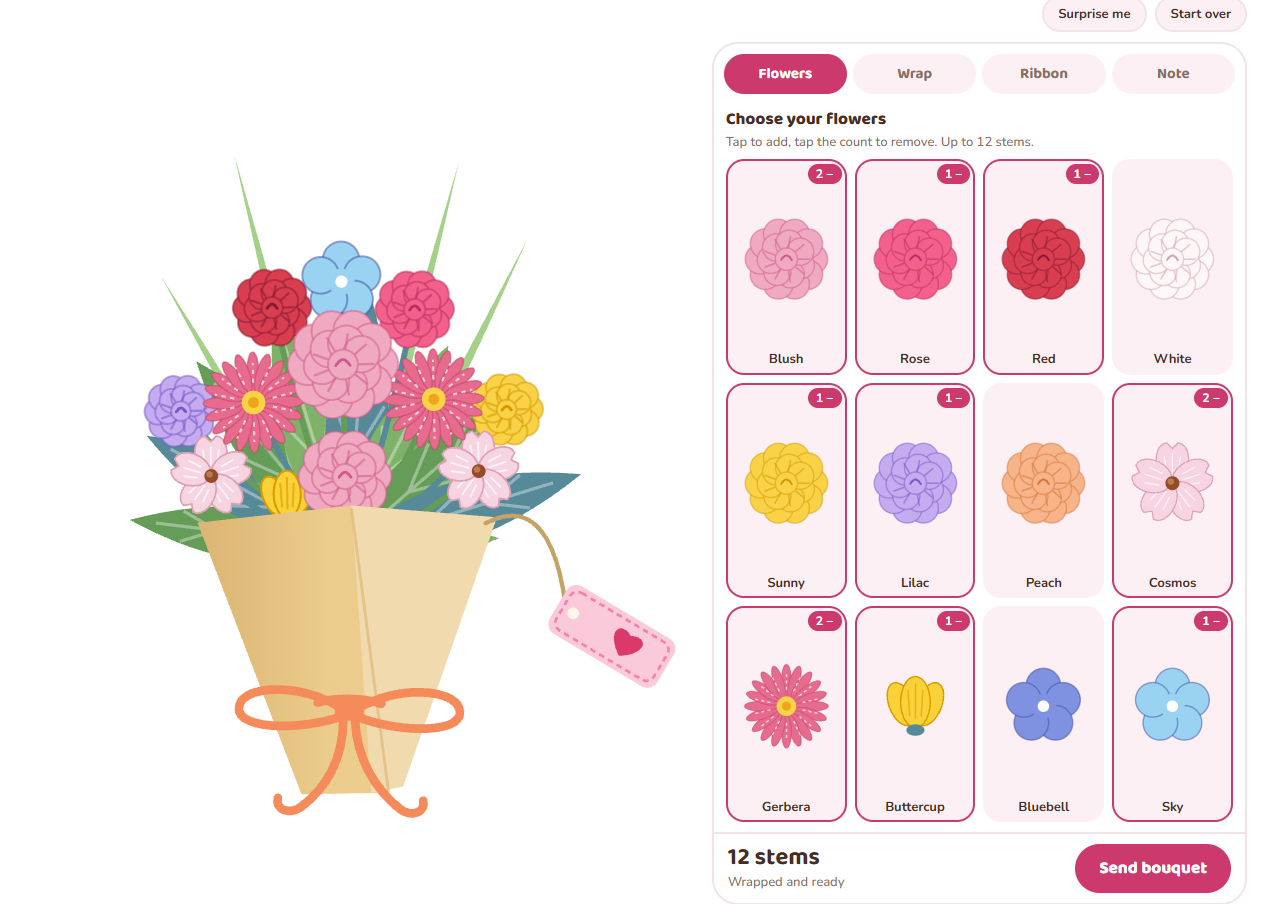 Surprise me
Start over
Flowers
Wrap
Ribbon
Note
Choose your flowers
Tap to add, tap the count to remove. Up to 12 stems.
2 –
1 –
1 –
Blush
Rose
Red
White
1 –
1 –
2 –
Sunny
Lilac
Peach
Cosmos
2 –
1 –
1 –
Gerbera
Buttercup
Bluebell
Sky
12 stems
Wrapped and ready
Send bouquet